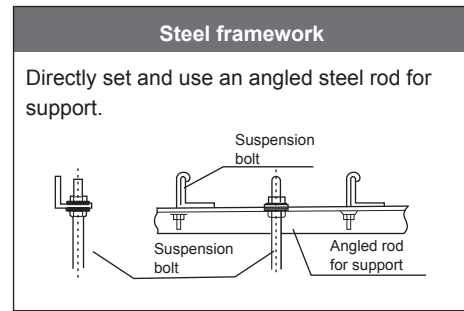 Steel framework
Directly set and use an angled steel rod for
support.
Suspension
bolt
Suspension
bolt
Angled rod
for support